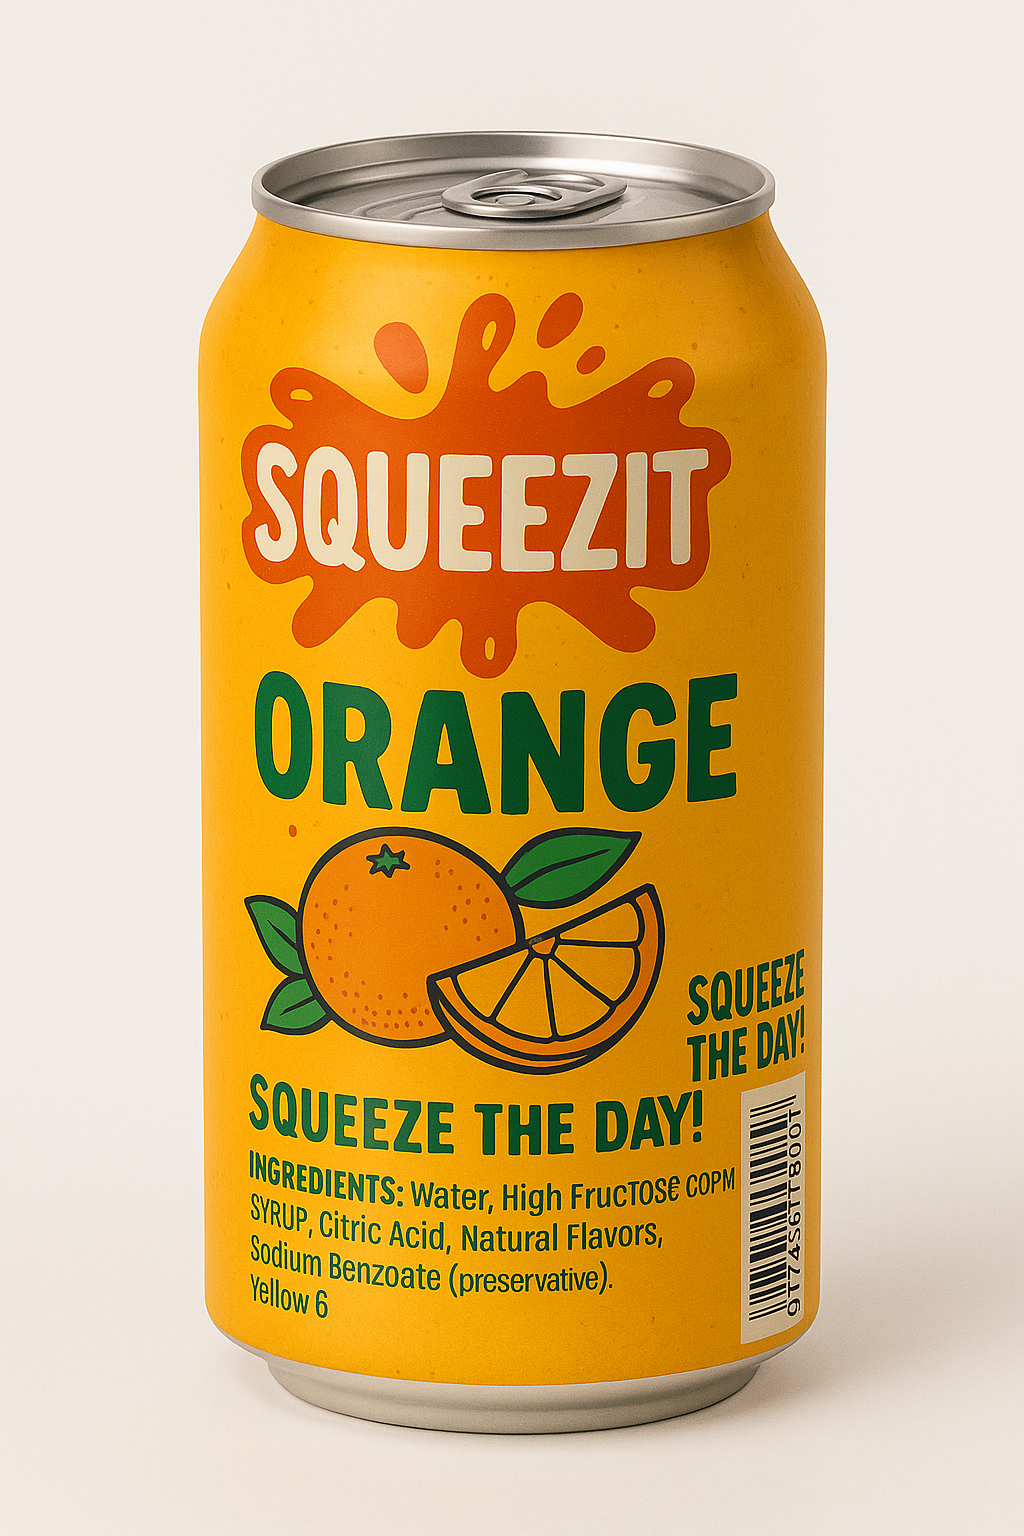 SQUEEZIT
ORANGE
SQUEEZE
THE DAY!
SQUEEZE THE DAY!
INGREDIENTS: Water, High FrucTOS€ COPM
SYRUP, Citric Acid, Natural Flavors,
Sodium Benzoate (preservative).
Yellow 6